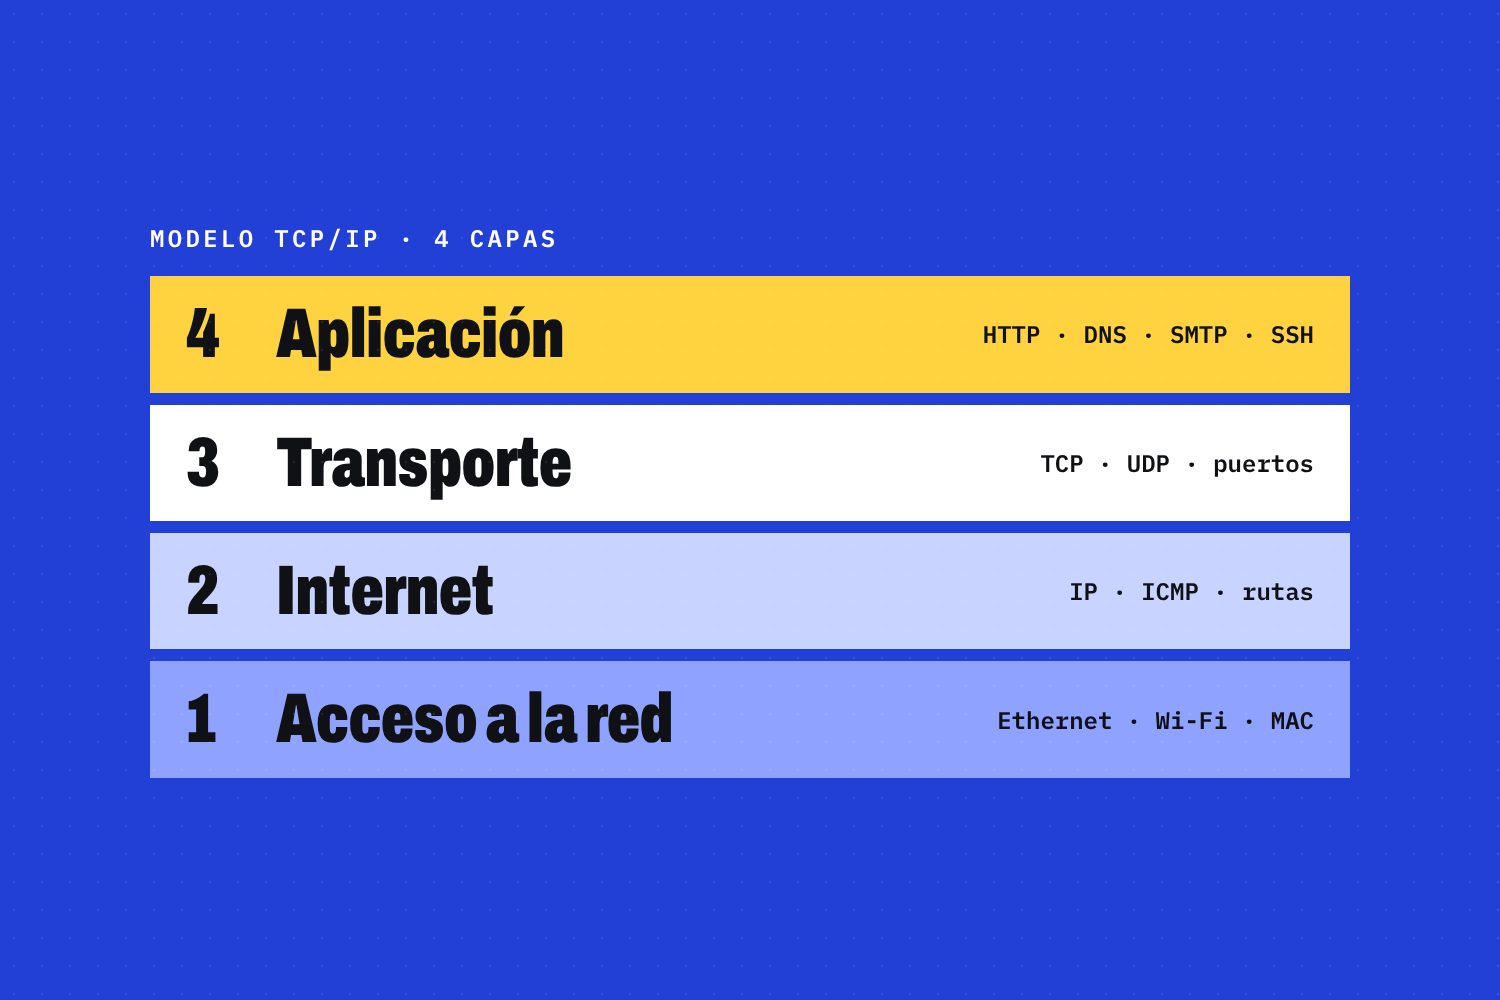 MODELO TCP/IP · 4 CAPAS
4 Aplicación HTTP · DNS · SMTP · SSH
3 Transporte TCP · UDP · puertos
2 Internet IP · ICMP · rutas
1 Acceso a la red Ethernet · Wi-Fi · MAC